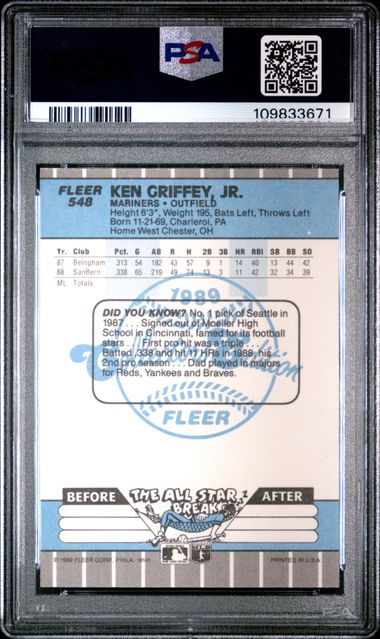 PSA
109833671
FLEER
548
KEN GRIFFEY, JR.
MARINERS • OUTFIELD
Height 6'3", Weight 195, Bats Left, Throws Left
Born 11-21-69, Charleroi, PA
Home West Chester, OH
Yr. Club Pct. G AB R H 2B 3B HR RBI SB BB SO
87 Belngham .313 54 182 43 57 9 1 14 40 13 44 42
88 SanBern .338 65 219 49 74 13 3 11 42 32 34 39
ML Totals
1989
DID YOU KNOW? No. 1 pick of Seattle in
1987 . . . Signed out of Moeller High
School in Cincinnati, famed for its football
stars . . . First pro hit was a triple . . .
Batted .338 and hit 11 HRs in 1988, his
2nd pro season . . . Dad played in majors
for Reds, Yankees and Braves.
FLEER
BEFORE THE ALL STAR BREAK AFTER
© 1989 FLEER CORP. PHILA. 19141
PRINTED IN U.S.A.
PSA